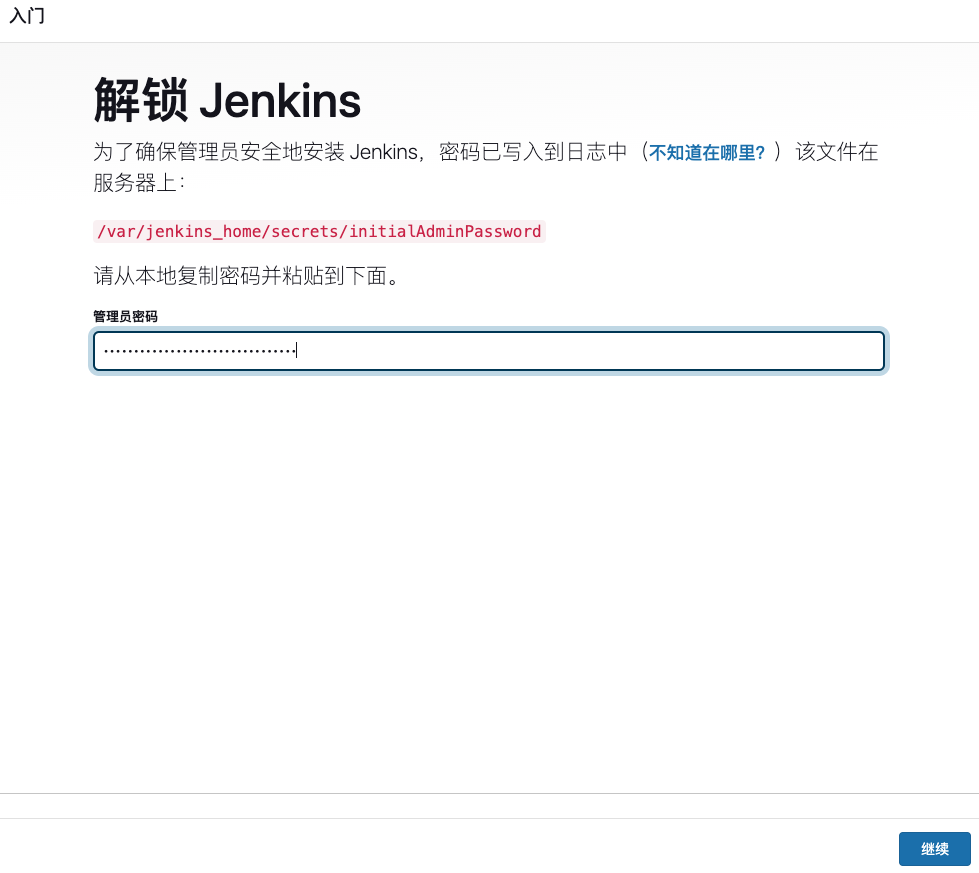 入门
解锁 Jenkins
为了确保管理员安全地安装 Jenkins，密码已写入到日志中（不知道在哪里？）该文件在
服务器上：
/var/jenkins_home/secrets/initialAdminPassword
请从本地复制密码并粘贴到下面。
管理员密码
••••••••••••••••••••••••••••••••
继续